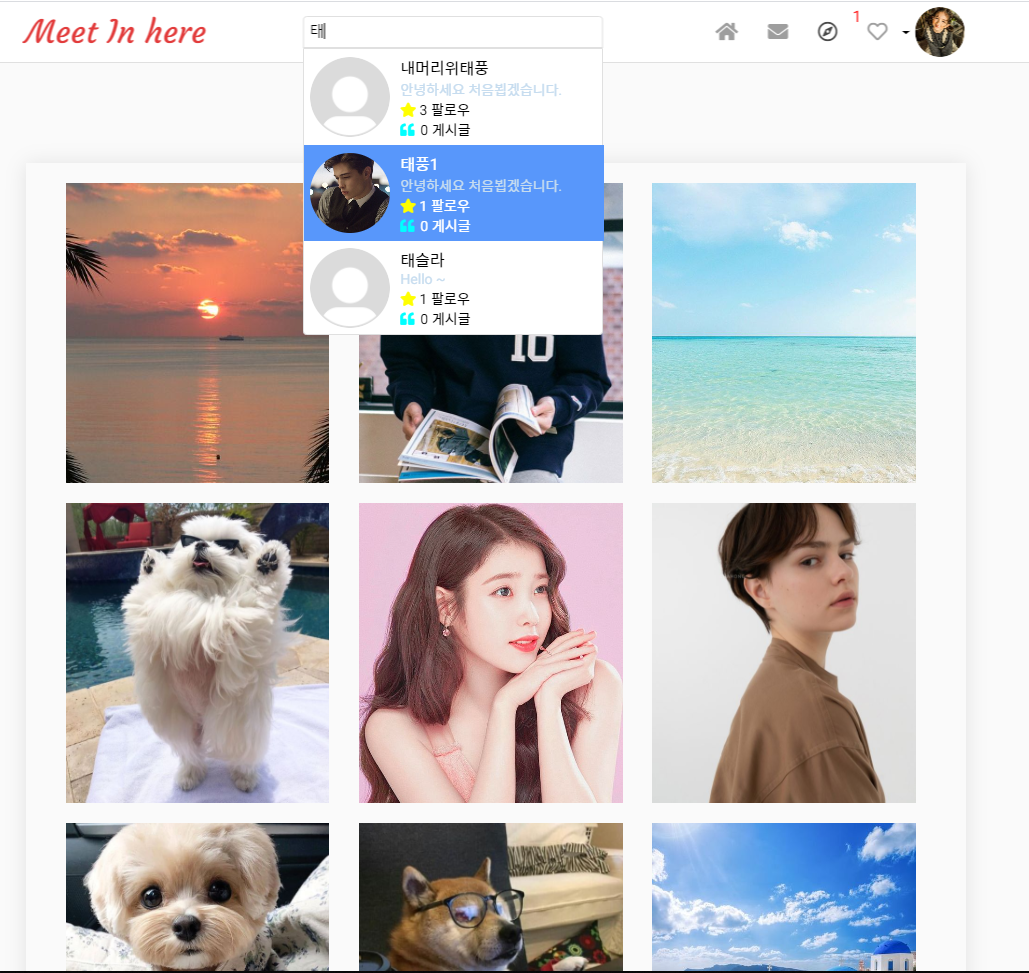 Meet In here
태
1
내머리위태풍
안녕하세요 처음뵙겠습니다.
3 팔로우
0 게시글
태풍1
안녕하세요 처음뵙겠습니다.
1 팔로우
0 게시글
태슬라
Hello ~
1 팔로우
0 게시글
10